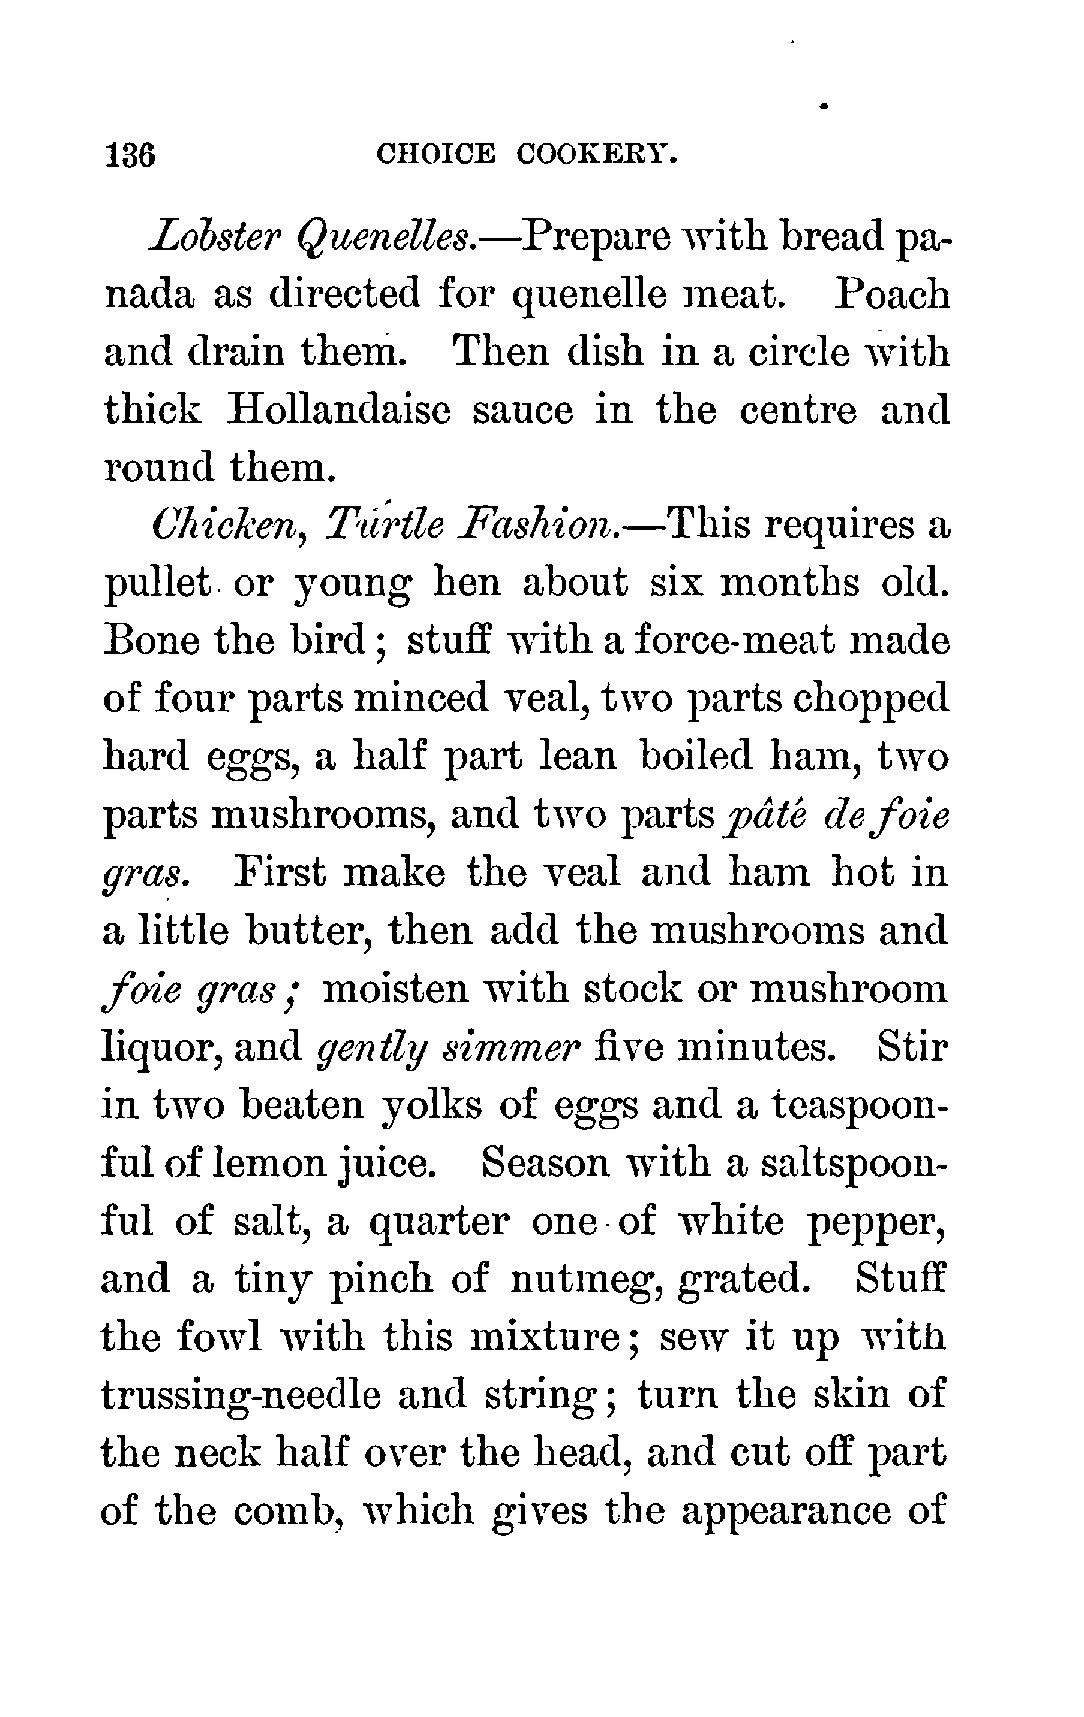 136 CHOICE COOKERY.
Lobster Quenelles.—Prepare with bread pa-
nada as directed for quenelle meat. Poach
and drain them. Then dish in a circle with
thick Hollandaise sauce in the centre and
round them.
Chicken, Turtle Fashion.—This requires a
pullet or young hen about six months old.
Bone the bird; stuff with a force-meat made
of four parts minced veal, two parts chopped
hard eggs, a half part lean boiled ham, two
parts mushrooms, and two parts pâté de foie
gras. First make the veal and ham hot in
a little butter, then add the mushrooms and
foie gras; moisten with stock or mushroom
liquor, and gently simmer five minutes. Stir
in two beaten yolks of eggs and a teaspoon-
ful of lemon juice. Season with a saltspoon-
ful of salt, a quarter one of white pepper,
and a tiny pinch of nutmeg, grated. Stuff
the fowl with this mixture; sew it up with
trussing-needle and string; turn the skin of
the neck half over the head, and cut off part
of the comb, which gives the appearance of